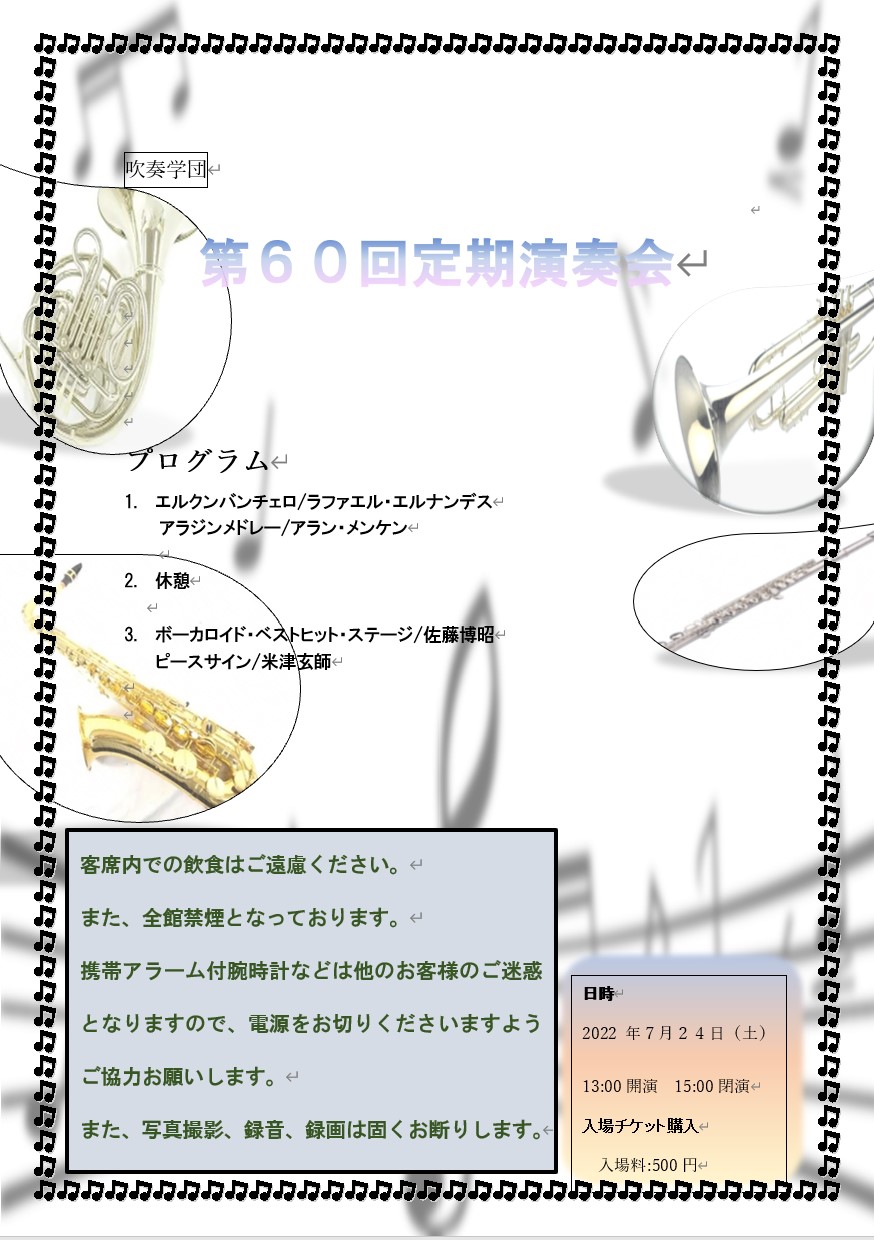 吹奏学団
第６０回定期演奏会
プログラム
1. エルクンバンチェロ/ラファエル・エルナンデス
アラジンメドレー/アラン・メンケン
2. 休憩
3. ボーカロイド・ベストヒット・ステージ/佐藤博昭
ピースサイン/米津玄師
客席内での飲食はご遠慮ください。
また、全館禁煙となっております。
携帯アラーム付腕時計などは他のお客様のご迷惑
となりますので、電源をお切りくださいますよう
ご協力お願いします。
また、写真撮影、録音、録画は固くお断りします。
日時
2022 年７月２４日（土）
13:00 開演　15:00 閉演
入場チケット購入
入場料:500 円